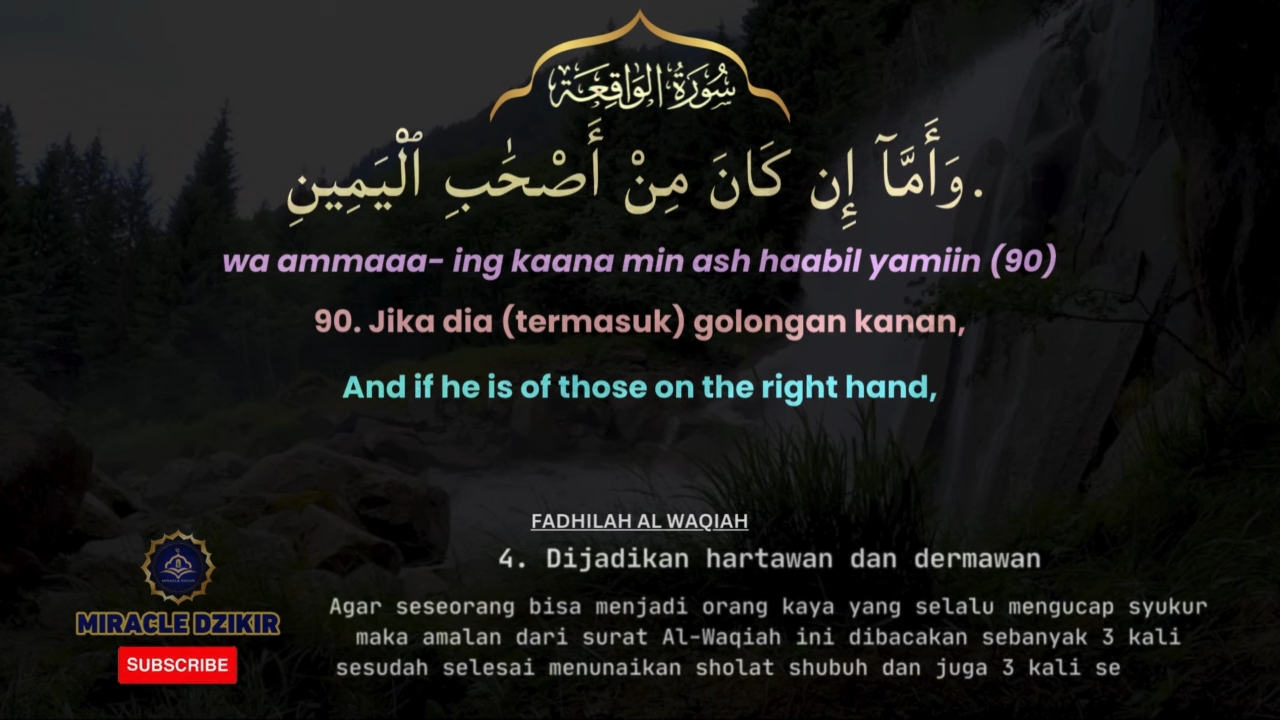 سُورَةُ الوَاقِعَة
وَأَمَّآ إِن كَانَ مِنْ أَصْحَٰبِ ٱلْيَمِينِ.
wa ammaaa- ing kaana min ash haabil yamiin (90)
90. Jika dia (termasuk) golongan kanan,
And if he is of those on the right hand,
FADHILAH AL WAQIAH
4. Dijadikan hartawan dan dermawan
Agar seseorang bisa menjadi orang kaya yang selalu mengucap syukur
maka amalan dari surat Al-Waqiah ini dibacakan sebanyak 3 kali
sesudah selesai menunaikan sholat shubuh dan juga 3 kali se
MIRACLE DZIKIR
MIRACLE DZIKIR
SUBSCRIBE